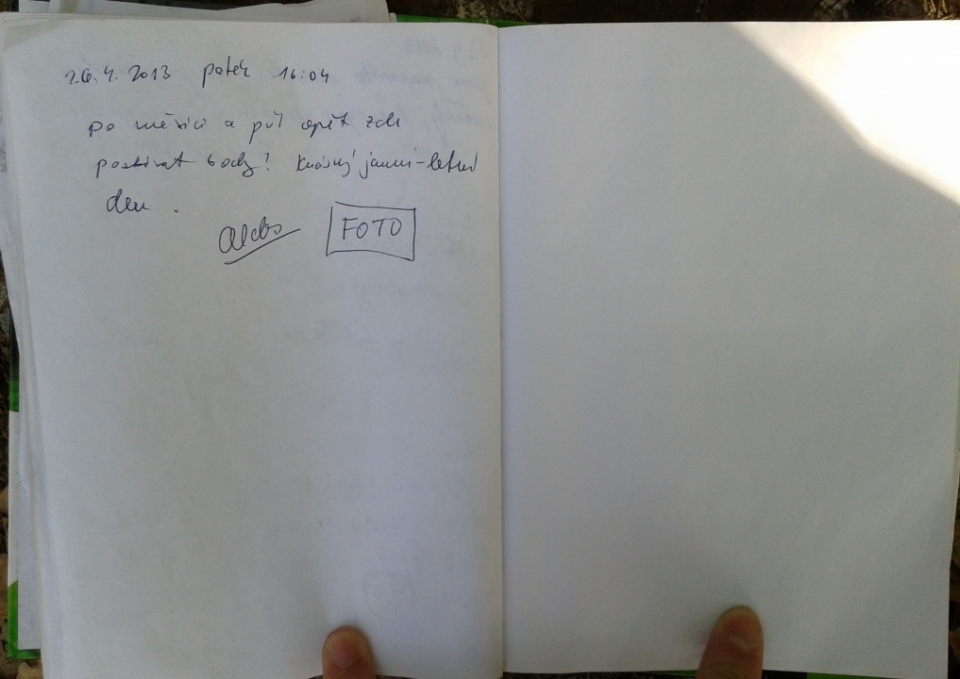 26.4.2013 pátek 16:04
po měsíci a půl opět zde
posbírat body! Krásný jarní-letní
den.
FOTO